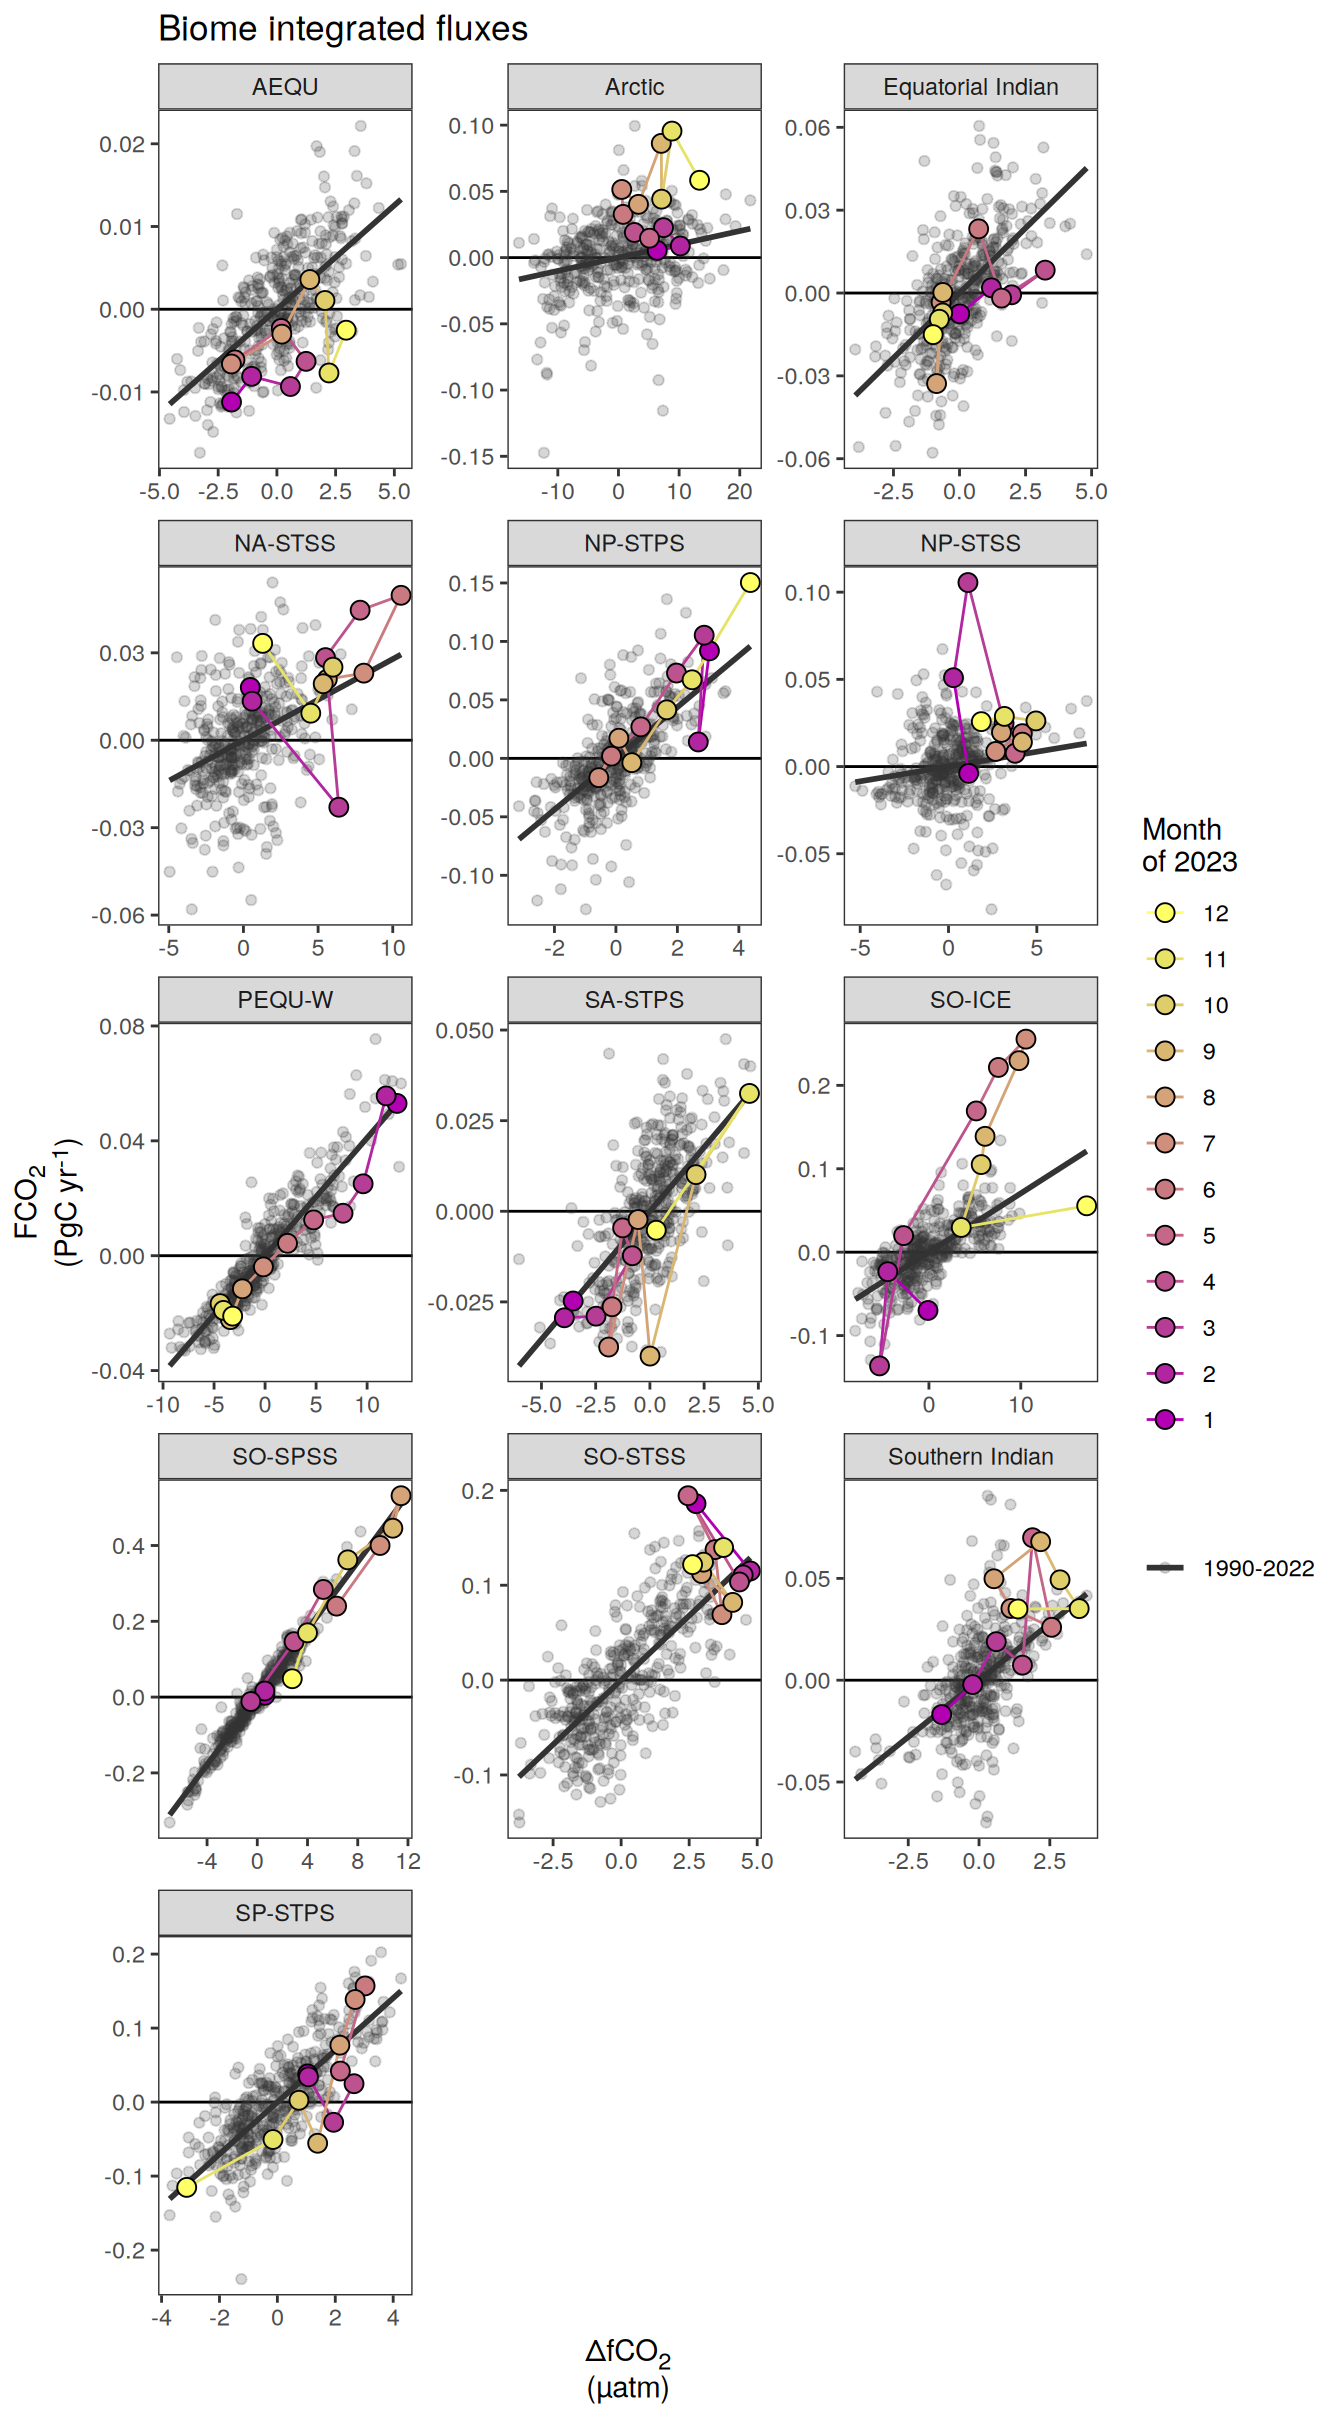 Biome integrated fluxes
AEQU
Arctic
Equatorial Indian
0.02
0.01
0.00
-0.01
0.10
0.05
0.00
-0.05
-0.10
-0.15
0.06
0.03
0.00
-0.03
-0.06
-5.0 -2.5 0.0 2.5 5.0
-10 0 10 20
-2.5 0.0 2.5 5.0
NA-STSS
NP-STPS
NP-STSS
0.03
0.00
-0.03
-0.06
0.15
0.10
0.05
0.00
-0.05
-0.10
0.10
0.05
0.00
-0.05
-5 0 5 10
-2 0 2 4
-5 0 5
PEQU-W
SA-STPS
SO-ICE
0.08
0.04
0.00
-0.04
0.050
0.025
0.000
-0.025
0.2
0.1
0.0
-0.1
-10 -5 0 5 10
-5.0 -2.5 0.0 2.5 5.0
0 10
SO-SPSS
SO-STSS
Southern Indian
0.4
0.2
0.0
-0.2
0.2
0.1
0.0
-0.1
0.05
0.00
-0.05
-4 0 4 8 12
-2.5 0.0 2.5 5.0
-2.5 0.0 2.5
SP-STPS
0.2
0.1
0.0
-0.1
-0.2
-4 -2 0 2 4
FCO2
(PgC yr-1)
ΔfCO2
(µatm)
Month
of 2023
12
11
10
9
8
7
6
5
4
3
2
1
1990-2022